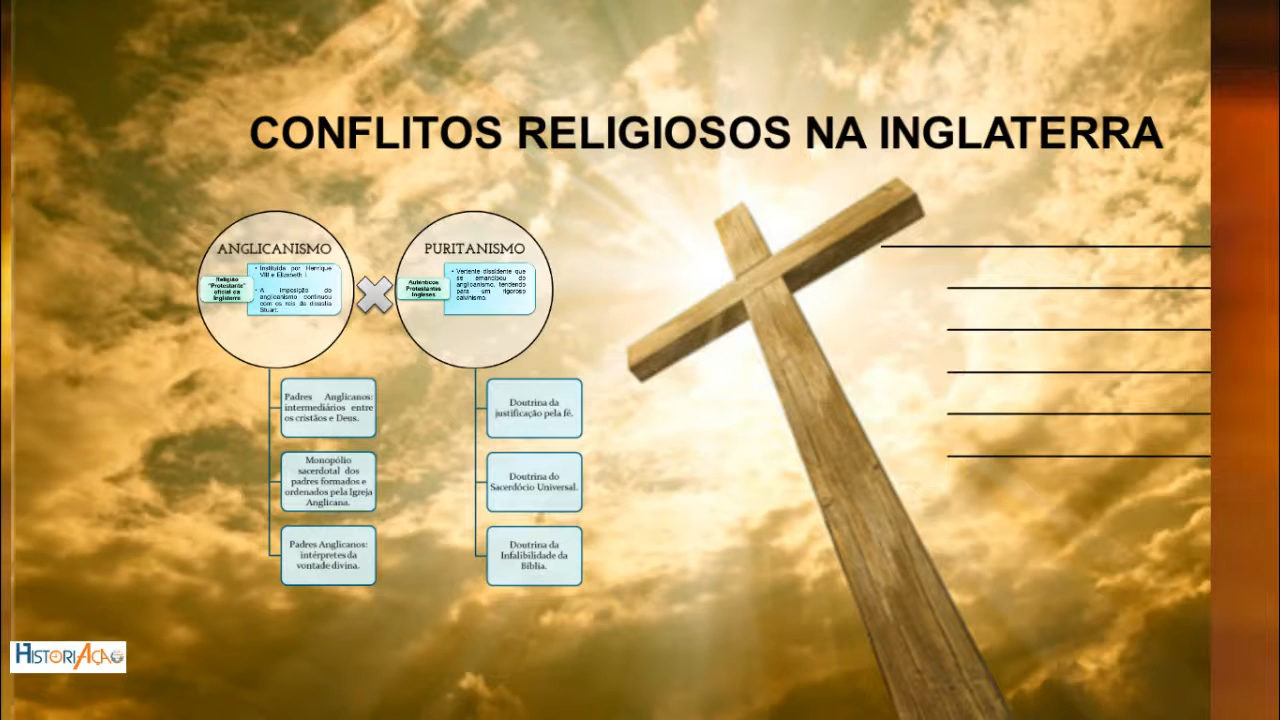 CONFLITOS RELIGIOSOS NA INGLATERRA
ANGLICANISMO
Religião
"Protestante"
oficial da
Inglaterra
• Instituída por Henrique
VIII e Elizabeth I.
• A imposição do
anglicanismo continuou
com os reis da dinastia
Stuart.
PURITANISMO
Autênticos
Protestantes
Ingleses
• Vertente dissidente que
se emancipou do
anglicanismo, tendendo
para um rigoroso
calvinismo.
Padres Anglicanos:
intermediários entre
os cristãos e Deus.
Monopólio
sacerdotal dos
padres formados e
ordenados pela Igreja
Anglicana.
Padres Anglicanos:
intérpretes da
vontade divina.
Doutrina da
justificação pela fé.
Doutrina do
Sacerdócio Universal.
Doutrina da
Infalibilidade da
Bíblia.
HISTORIAÇÃO